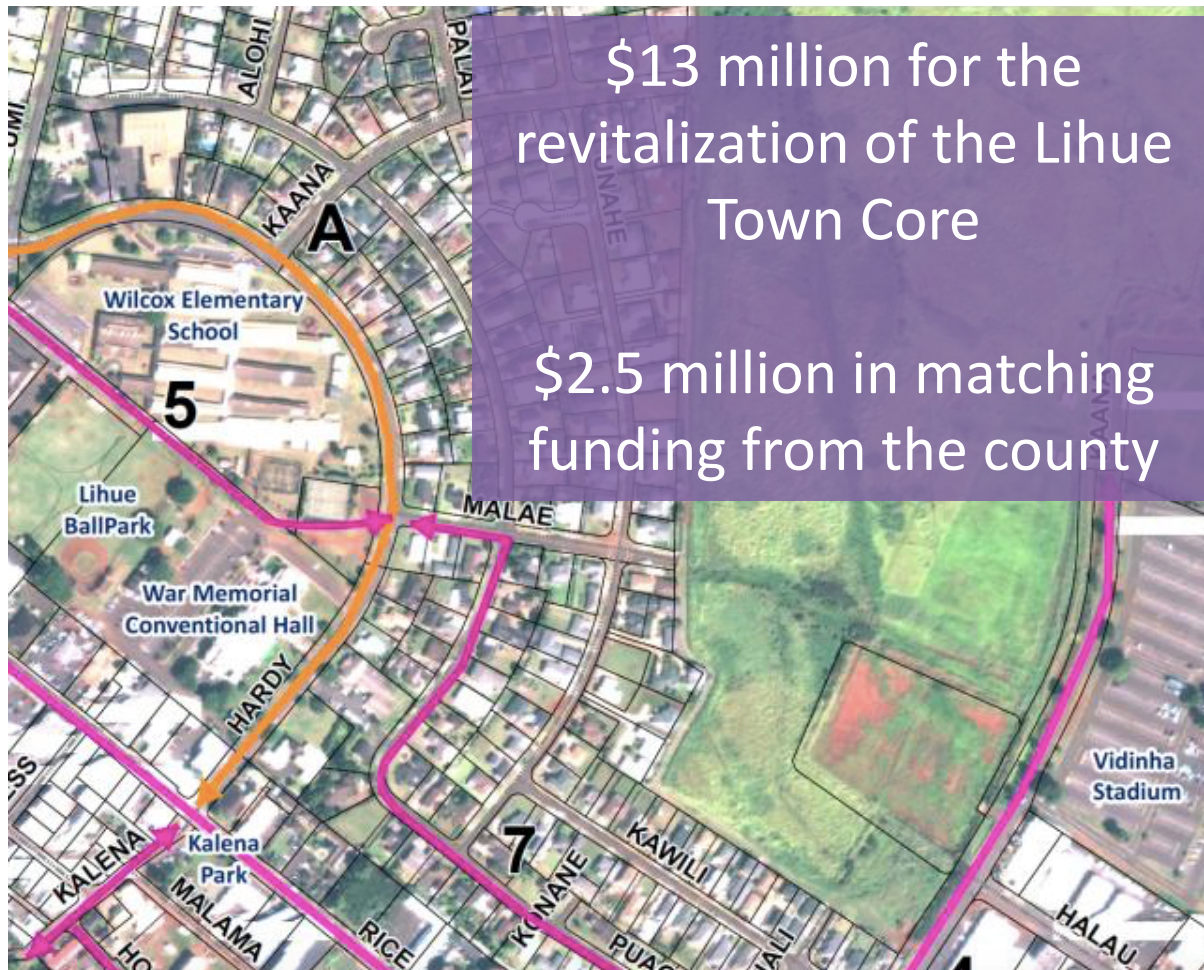 $13 million for the
revitalization of the Lihue
Town Core
$2.5 million in matching
funding from the county
ALOHI
KAANA
A
Wilcox Elementary
School
5
Lihue
BallPark
MALAE
War Memorial
Conventional Hall
HARDY
Vidinha
Stadium
Kalena
Park
KALENA
MALAMA
RICE
7
KAWILI
KONANE
HALAU